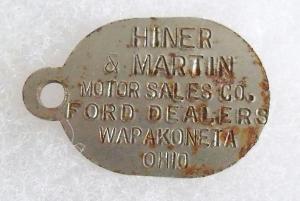 HINER
& MARTIN
MOTOR SALES CO.
FORD DEALERS
WAPAKONETA
OHIO